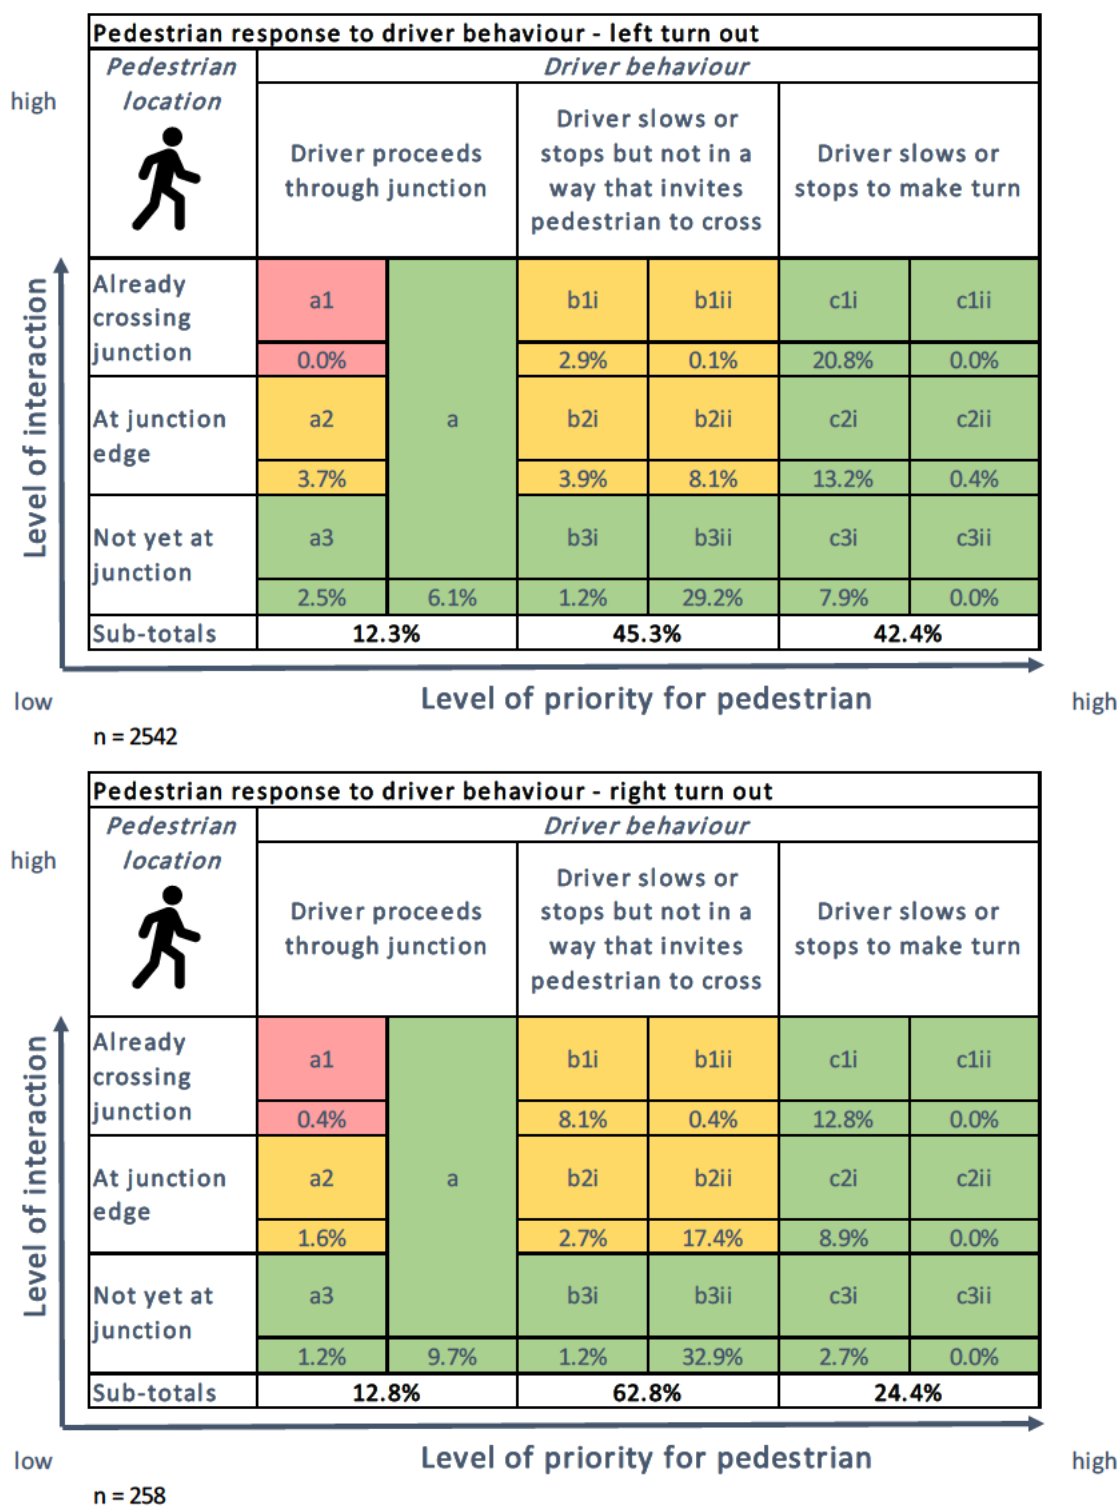 Pedestrian response to driver behaviour - left turn out
Pedestrian location
Driver behaviour
high
Driver proceeds
through junction
Driver slows or
stops but not in a
way that invites
pedestrian to cross
Driver slows or
stops to make turn
Level of interaction
Already
crossing
junction
a1
b1i
b1ii
c1i
c1ii
0.0%
2.9%
0.1%
20.8%
0.0%
At junction
edge
a2
a
b2i
b2ii
c2i
c2ii
3.7%
3.9%
8.1%
13.2%
0.4%
Not yet at
junction
a3
b3i
b3ii
c3i
c3ii
2.5%
6.1%
1.2%
29.2%
7.9%
0.0%
Sub-totals
12.3%
45.3%
42.4%
low
Level of priority for pedestrian
high
n = 2542
Pedestrian response to driver behaviour - right turn out
Pedestrian location
Driver behaviour
high
Driver proceeds
through junction
Driver slows or
stops but not in a
way that invites
pedestrian to cross
Driver slows or
stops to make turn
Level of interaction
Already
crossing
junction
a1
b1i
b1ii
c1i
c1ii
0.4%
8.1%
0.4%
12.8%
0.0%
At junction
edge
a2
a
b2i
b2ii
c2i
c2ii
1.6%
2.7%
17.4%
8.9%
0.0%
Not yet at
junction
a3
b3i
b3ii
c3i
c3ii
1.2%
9.7%
1.2%
32.9%
2.7%
0.0%
Sub-totals
12.8%
62.8%
24.4%
low
Level of priority for pedestrian
high
n = 258